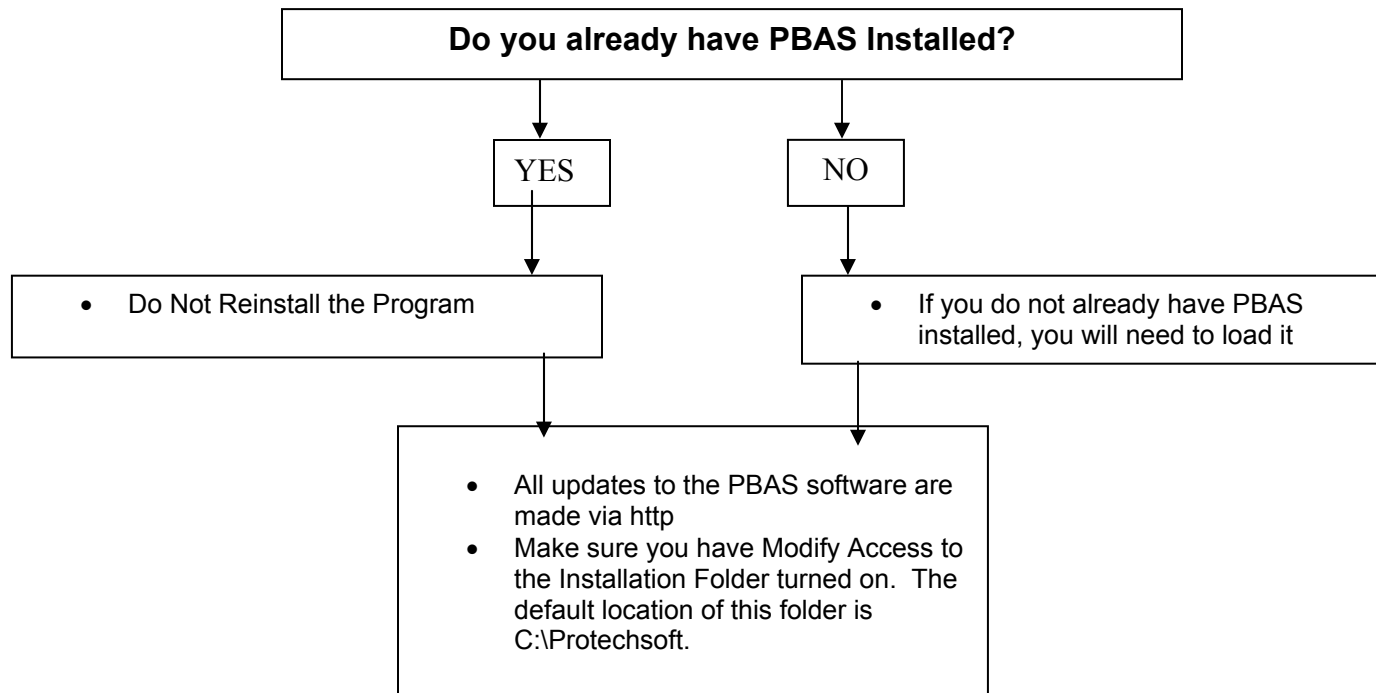 Do you already have PBAS Installed?
YES
NO
• Do Not Reinstall the Program
• If you do not already have PBAS
installed, you will need to load it
• All updates to the PBAS software are
made via http
• Make sure you have Modify Access to
the Installation Folder turned on.  The
default location of this folder is
C:\Protechsoft.